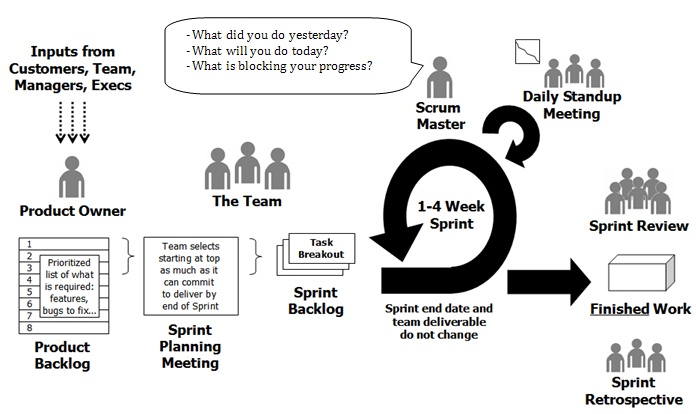 Inputs from
Customers, Team,
Managers, Execs
- What did you do yesterday?
- What will you do today?
- What is blocking your progress?
Scrum
Master
Daily Standup
Meeting
Product Owner
The Team
1-4 Week
Sprint
Sprint Review
1
2
3
4
5
6
7
8
Prioritized
list of what
is required:
features,
bugs to fix...
Product
Backlog
Team selects
starting at top
as much as it
can commit
to deliver by
end of Sprint
Sprint
Planning
Meeting
Task
Breakout
Sprint
Backlog
Sprint end date and
team deliverable
do not change
Finished Work
Sprint
Retrospective